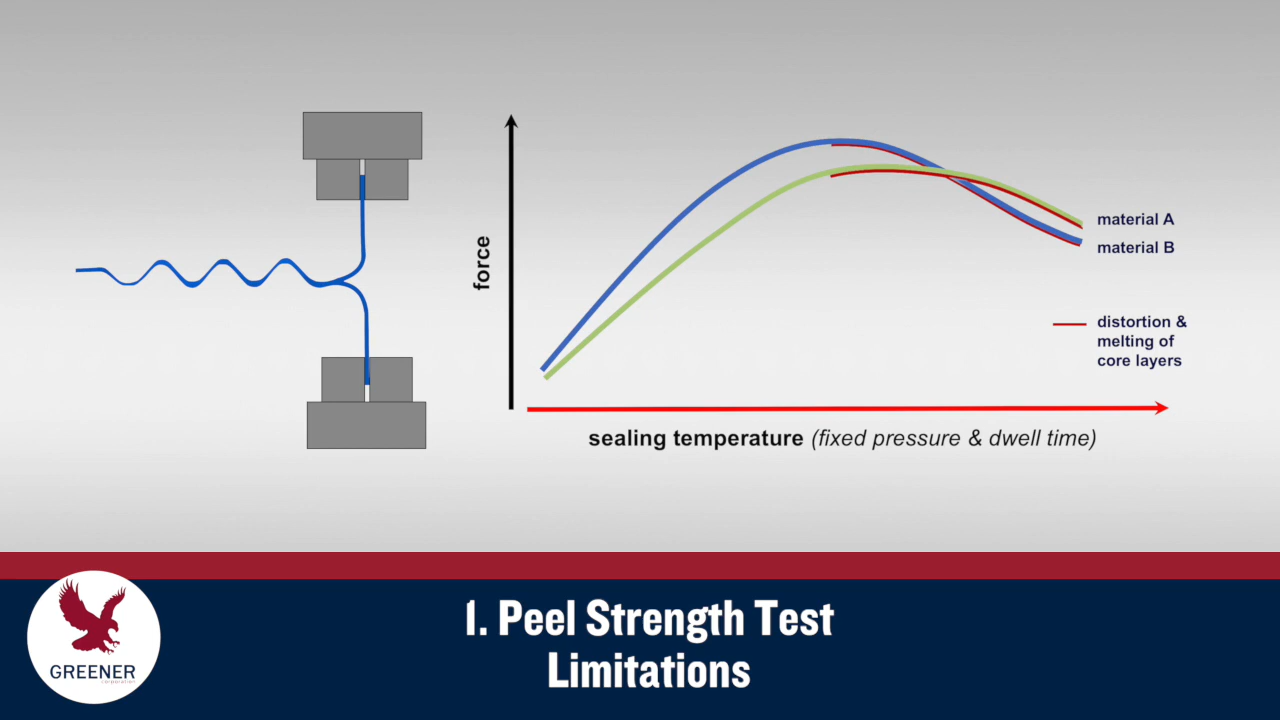 force
material A
material B
distortion &
melting of
core layers
sealing temperature (fixed pressure & dwell time)
1. Peel Strength Test
Limitations
GREENER
corporation